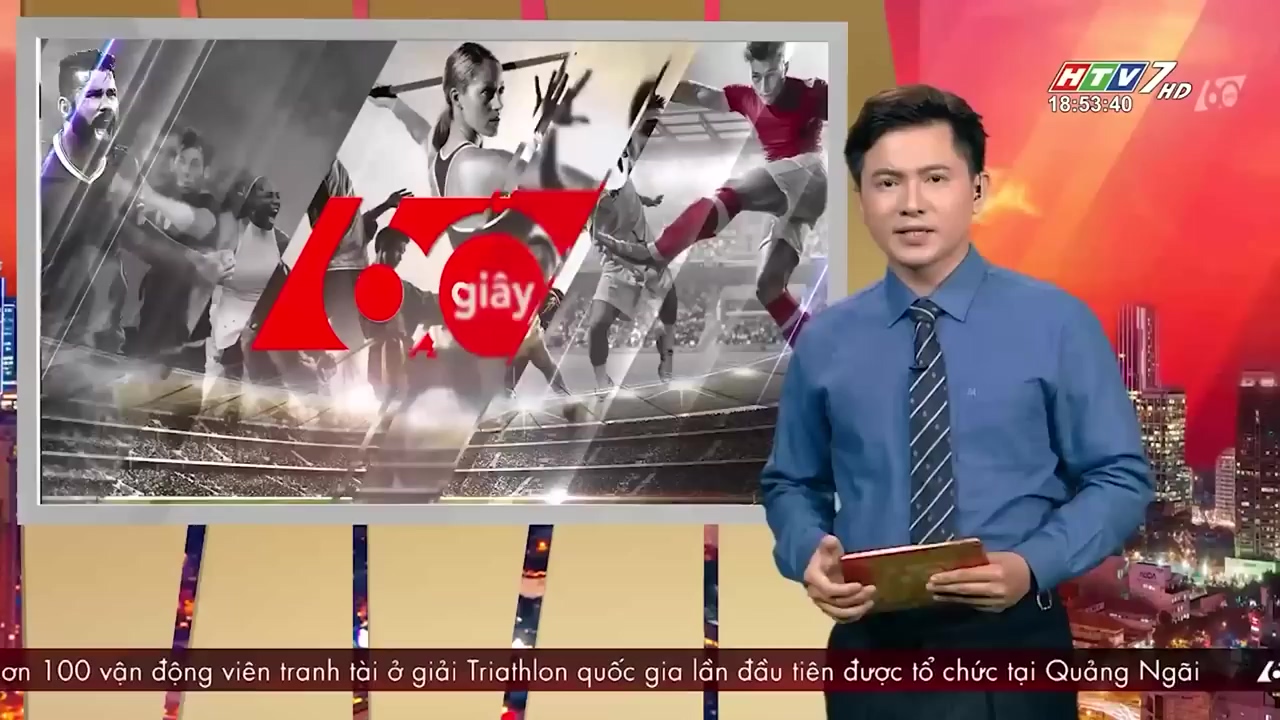 HTV7 HD
18:53:40
60
giây
100 vận động viên tranh tài ở giải Triathlon quốc gia lần đầu tiên được tổ chức tại Quảng Ngãi